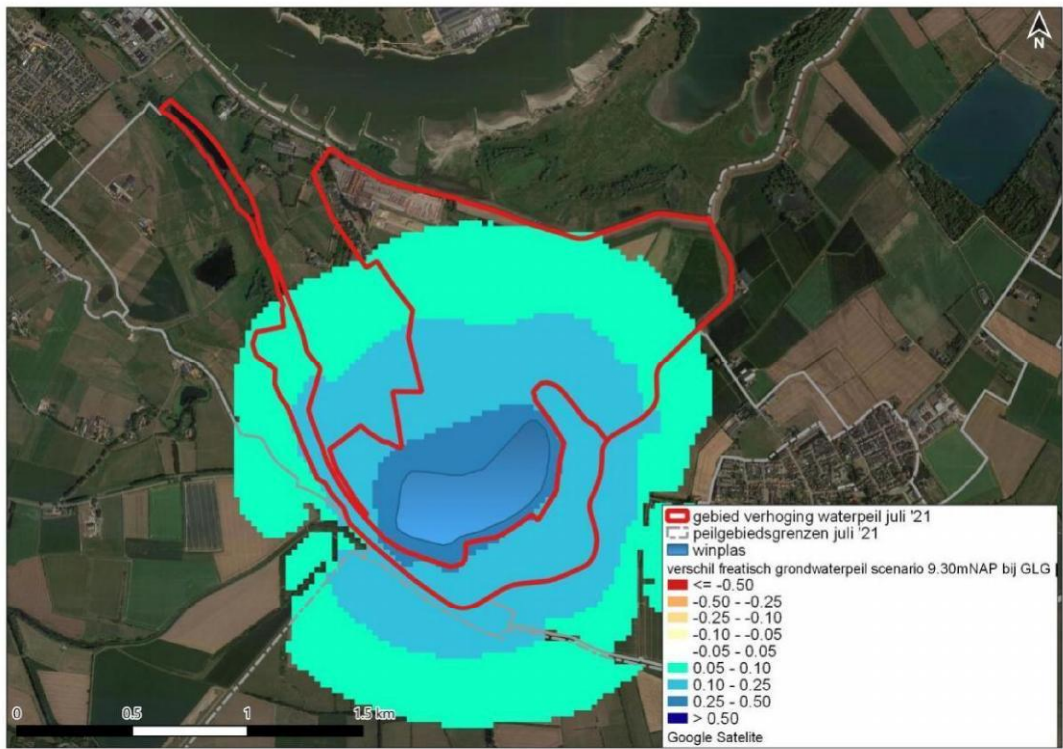 N
gebied verhoging waterpeil juli '21
peilgebiedsgrenzen juli '21
winplas
verschil freatisch grondwaterpeil scenario 9.30mNAP bij GLG
<= -0.50
-0.50 - -0.25
-0.25 - -0.10
-0.10 - -0.05
-0.05 - 0.05
0.05 - 0.10
0.10 - 0.25
0.25 - 0.50
> 0.50
Google Satelite
0 0.5 1 1.5 km